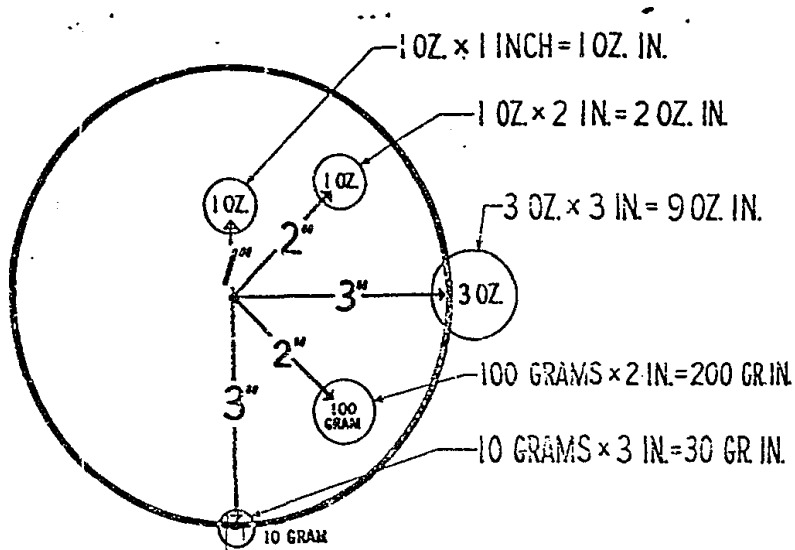 1 OZ. × 1 INCH = 1 OZ. IN.
1 OZ. × 2 IN. = 2 OZ. IN.
1 OZ.
1 OZ.
3 OZ. × 3 IN. = 9 OZ. IN.
2"
1"
3"
3 OZ.
2"
100 GRAMS × 2 IN. = 200 GR. IN.
3"
100
GRAM
10 GRAMS × 3 IN. = 30 GR. IN.
10 GRAM